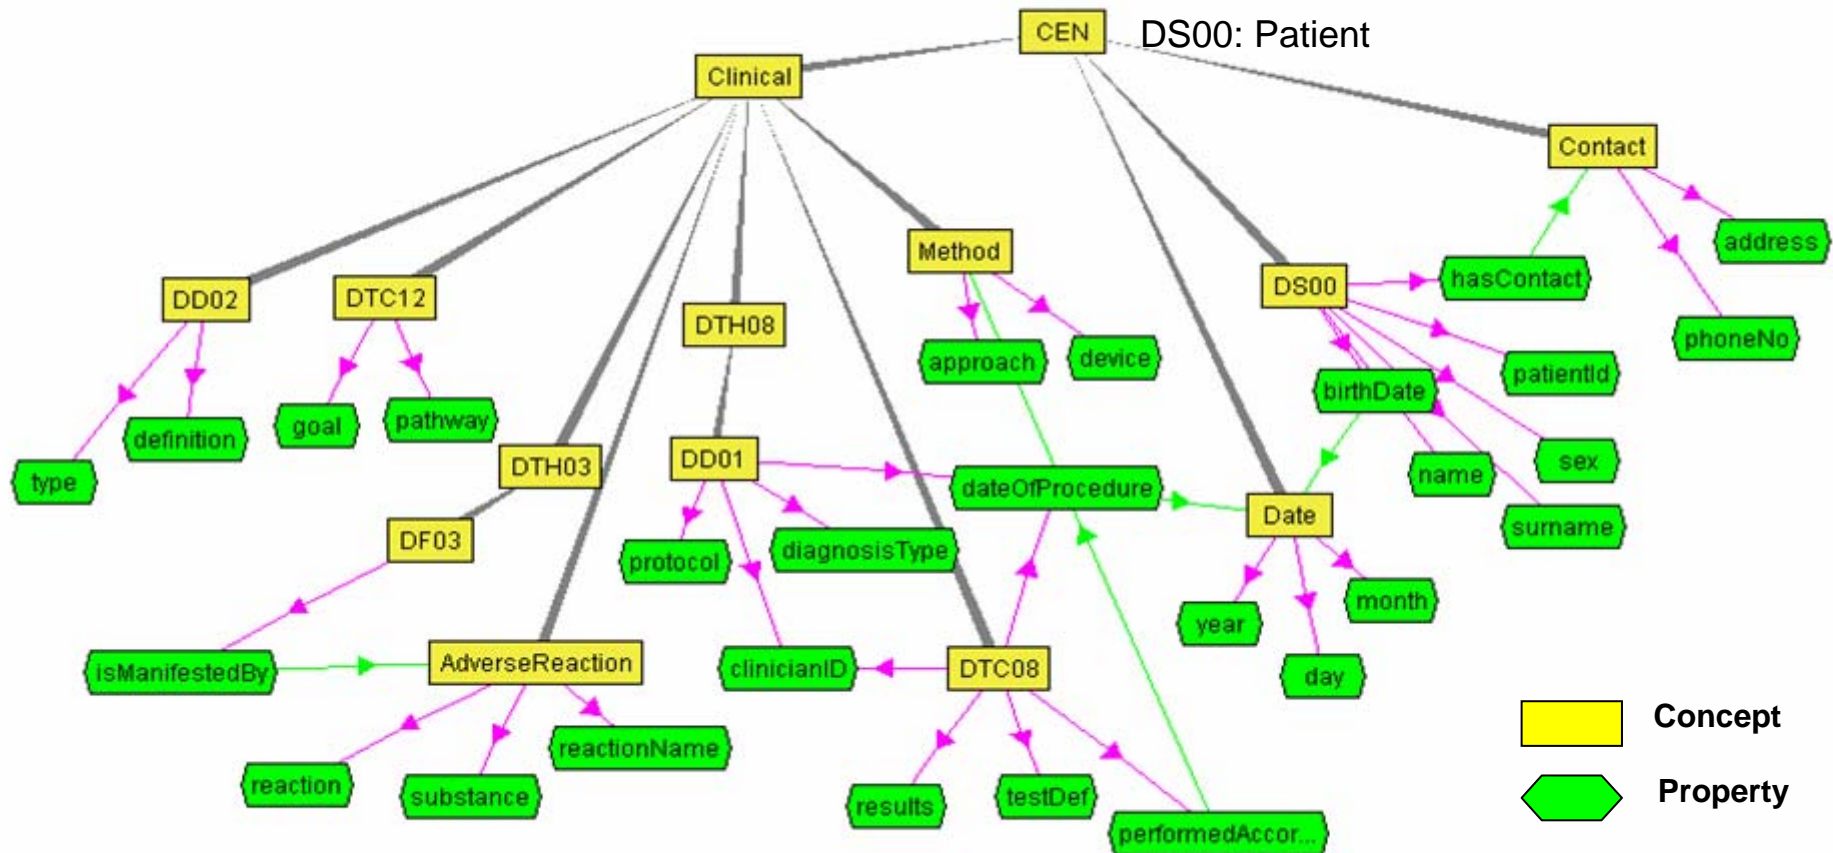 CEN
DS00: Patient
Clinical
Contact
address
Method
hasContact
DD02
DTC12
DS00
DTH08
phoneNo
approach
device
patientId
birthDate
goal
pathway
definition
type
DTH03
DD01
name
sex
dateOfProcedure
Date
surname
DF03
protocol
diagnosisType
month
year
isManifestedBy
AdverseReaction
clinicianID
DTC08
day
Concept
reactionName
reaction
substance
results
testDef
Property
performedAccor...